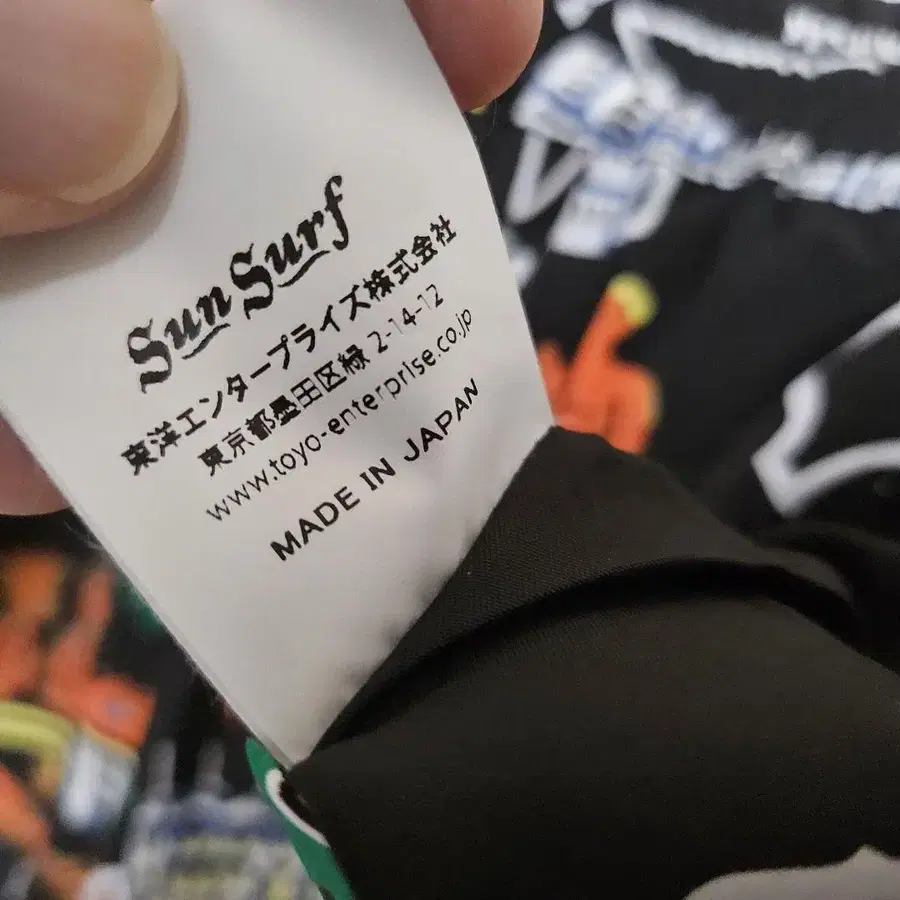 Sun Surf
東洋エンタープライズ株式会社
東京都墨田区緑 2-14-12
www.toyo-enterprise.co.jp
MADE IN JAPAN